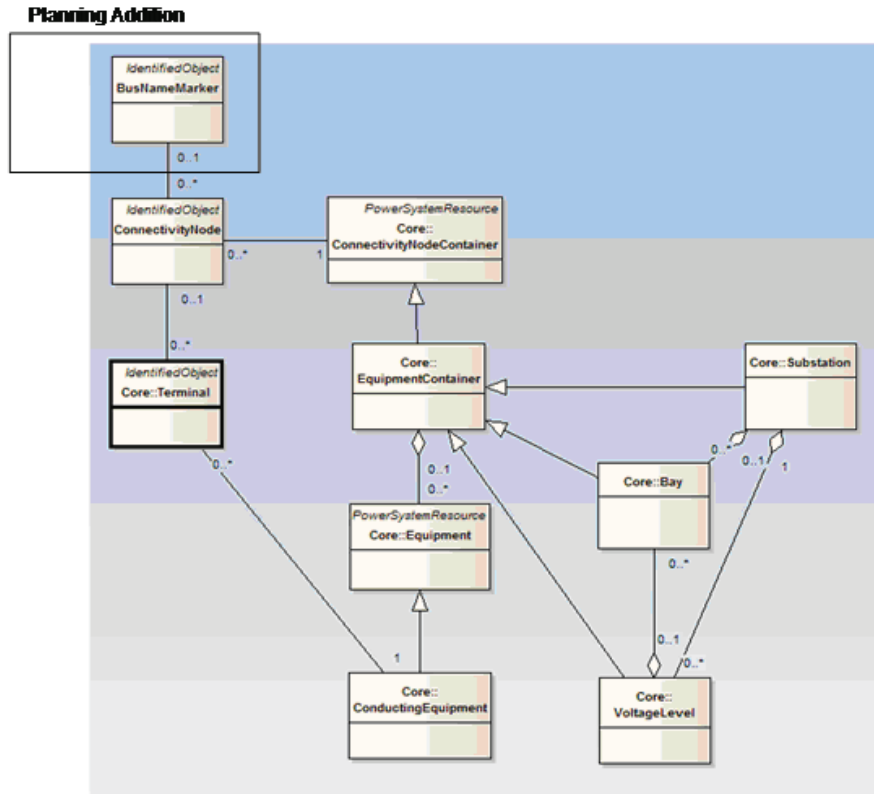 Planning Addition
IdentifiedObject
BusNameMarker
0..1
0..*
IdentifiedObject
ConnectivityNode
0..*
1
PowerSystemResource
Core::
ConnectivityNodeContainer
0..1
0..*
IdentifiedObject
Core::Terminal
0..*
Core::
EquipmentContainer
Core::Substation
0..1
0..*
0..*
0..1
1
Core::Bay
0..*
PowerSystemResource
Core::Equipment
0..1
0..*
1
Core::
ConductingEquipment
Core::
VoltageLevel